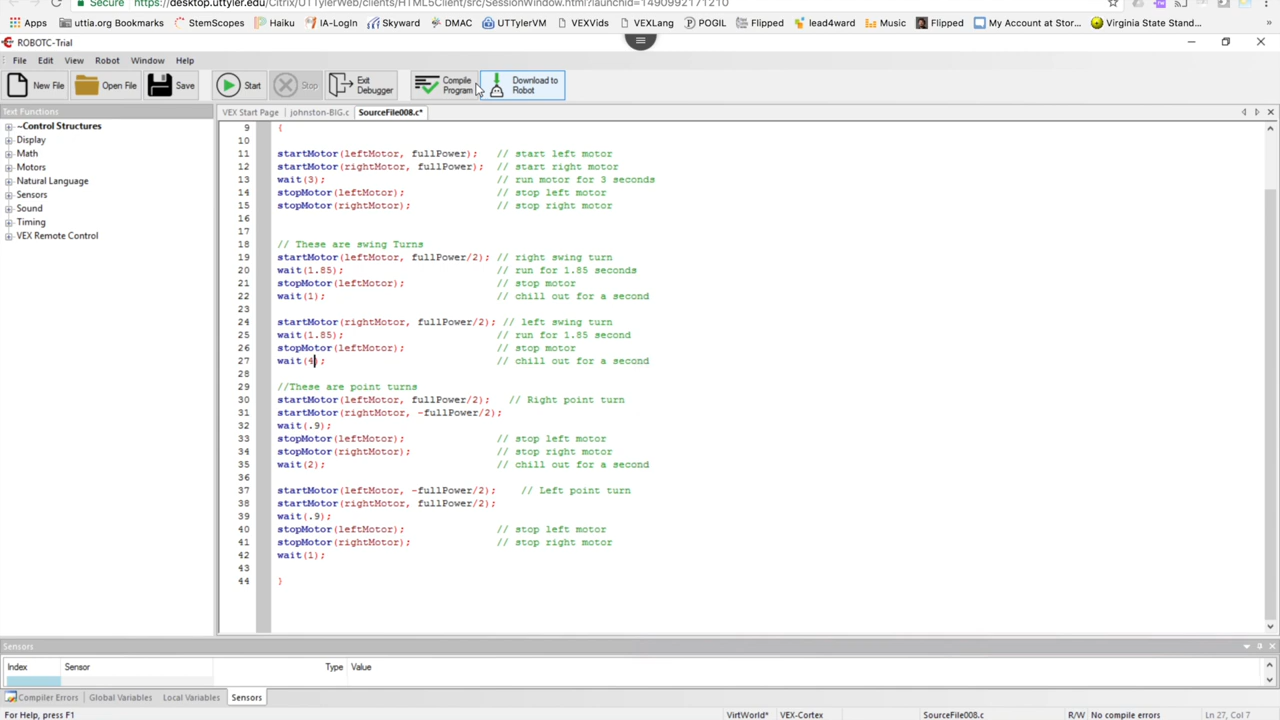 Secure https://desktop.uttyler.edu/Citrix/UTTylerWeb/clients/HTML5Client/src/SessionWindow.html?launchid=1490992171210
Apps uttia.org Bookmarks StemScopes Haiku IA-LogIn Skyward DMAC UTTylerVM VEXVids VEXLang POGIL Flipped lead4ward Music Flipped My Account at Stor... Virginia State Stand...
ROBOTC-Trial
File Edit View Robot Window Help
New File Open File Save Start Stop Exit Debugger Compile Program Download to Robot
Text Functions
VEX Start Page johnston-BIG.c SourceFile008.c*
~Control Structures
Display
Math
Motors
Natural Language
Sensors
Sound
Timing
VEX Remote Control
9 {
10
11 startMotor(leftMotor, fullPower); // start left motor
12 startMotor(rightMotor, fullPower); // start right motor
13 wait(3); // run motor for 3 seconds
14 stopMotor(leftMotor); // stop left motor
15 stopMotor(rightMotor); // stop right motor
16
17
18 // These are swing Turns
19 startMotor(leftMotor, fullPower/2); // right swing turn
20 wait(1.85); // run for 1.85 seconds
21 stopMotor(leftMotor); // stop motor
22 wait(1); // chill out for a second
23
24 startMotor(rightMotor, fullPower/2); // left swing turn
25 wait(1.85); // run for 1.85 second
26 stopMotor(leftMotor); // stop motor
27 wait(4); // chill out for a second
28
29 //These are point turns
30 startMotor(leftMotor, fullPower/2); // Right point turn
31 startMotor(rightMotor, -fullPower/2);
32 wait(.9);
33 stopMotor(leftMotor); // stop left motor
34 stopMotor(rightMotor); // stop right motor
35 wait(2); // chill out for a second
36
37 startMotor(leftMotor, -fullPower/2); // Left point turn
38 startMotor(rightMotor, fullPower/2);
39 wait(.9);
40 stopMotor(leftMotor); // stop left motor
41 stopMotor(rightMotor); // stop right motor
42 wait(1);
43
44 }
Sensors
Index Sensor Type Value
Compiler Errors Global Variables Local Variables Sensors
For Help, press F1 VirtWorld* VEX-Cortex SourceFile008.c R/W No compile errors Ln 27, Col 7